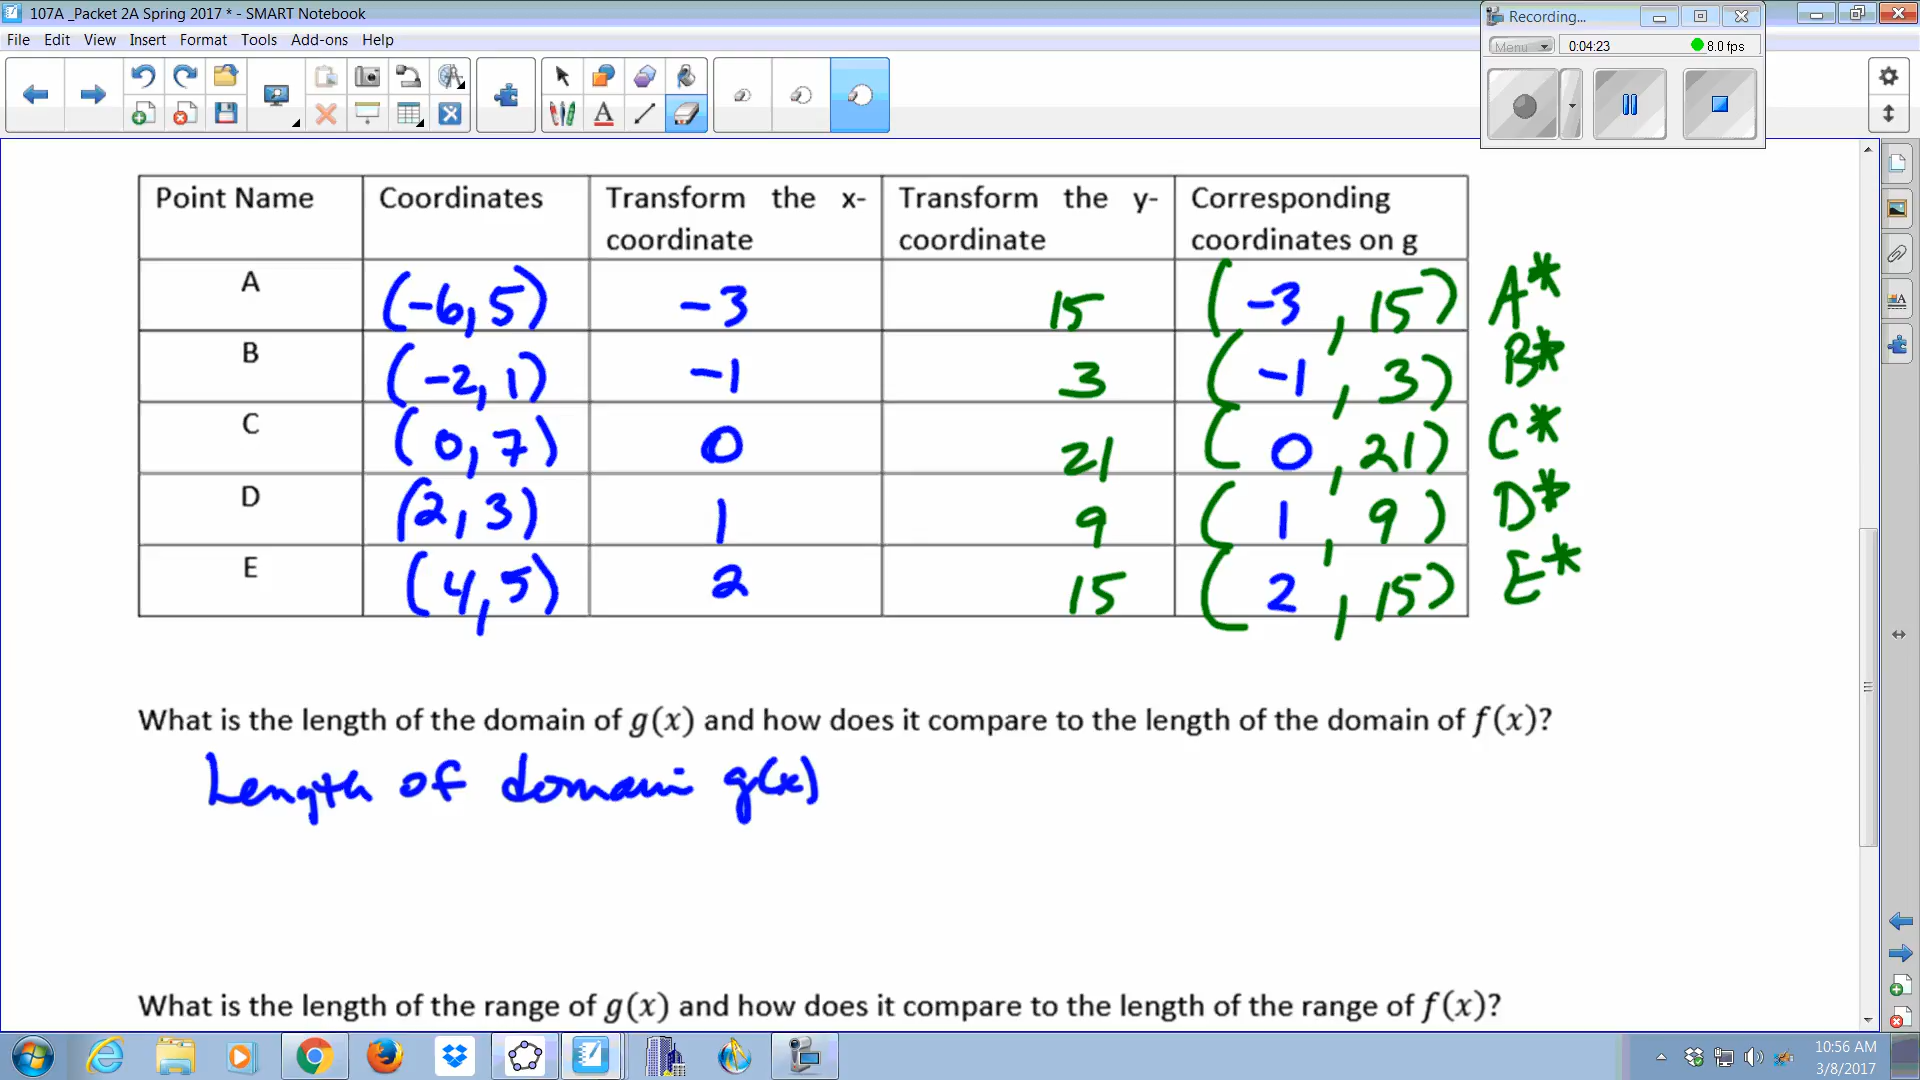 107A _Packet 2A Spring 2017 * - SMART Notebook
File Edit View Insert Format Tools Add-ons Help
Recording...
Menu 0:04:23 8.0 fps
Point Name Coordinates Transform the x-coordinate Transform the y-coordinate Corresponding coordinates on g
A (-6, 5) -3 15 (-3, 15) A*
B (-2, 1) -1 3 (-1, 3) B*
C (0, 7) 0 21 (0, 21) C*
D (2, 3) 1 9 (1, 9) D*
E (4, 5) 2 15 (2, 15) E*
What is the length of the domain of g(x) and how does it compare to the length of the domain of f(x)?
Length of domain g(x)
What is the length of the range of g(x) and how does it compare to the length of the range of f(x)?
10:56 AM
3/8/2017